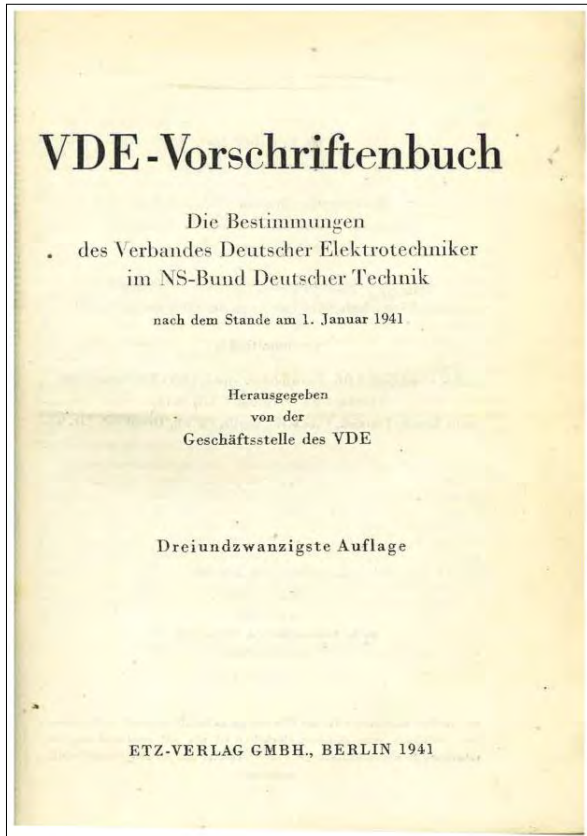 VDE-Vorschriftenbuch
Die Bestimmungen
des Verbandes Deutscher Elektrotechniker
im NS-Bund Deutscher Technik
nach dem Stande am 1. Januar 1941
Herausgegeben
von der
Geschäftsstelle des VDE
Dreiundzwanzigste Auflage
ETZ-VERLAG GMBH., BERLIN 1941